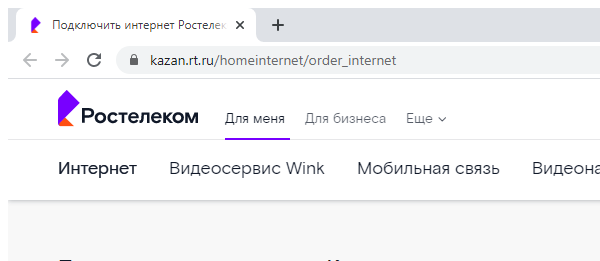 Подключить интернет Ростелек
kazan.rt.ru/homeinternet/order_internet
Ростелеком Для меня Для бизнеса Еще
Интернет Видеосервис Wink Мобильная связь Видеона